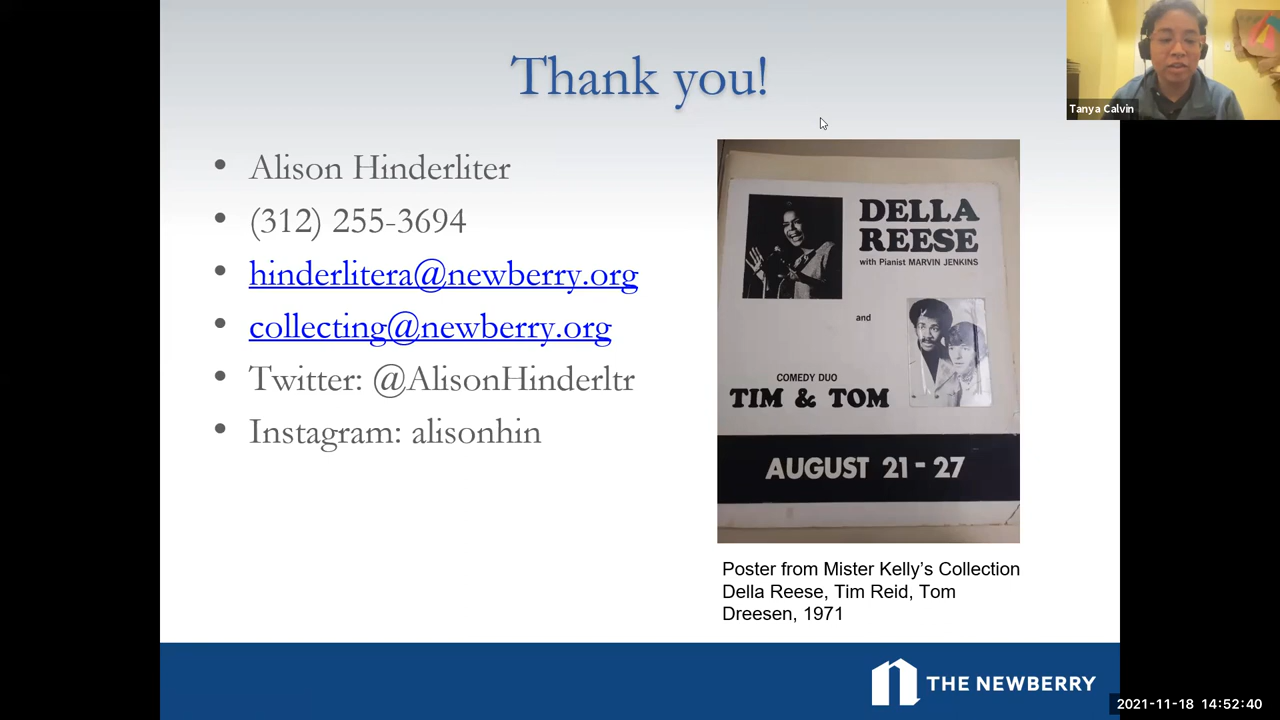 Thank you!
Tanya Calvin
• Alison Hinderliter
• (312) 255-3694
• hinderlitera@newberry.org
• collecting@newberry.org
• Twitter: @AlisonHinderltr
• Instagram: alisonhin
DELLA
REESE
with Pianist MARVIN JENKINS
and
COMEDY DUO
TIM & TOM
AUGUST 21 - 27
Poster from Mister Kelly's Collection
Della Reese, Tim Reid, Tom
Dreesen, 1971
THE NEWBERRY
2021-11-18 14:52:40